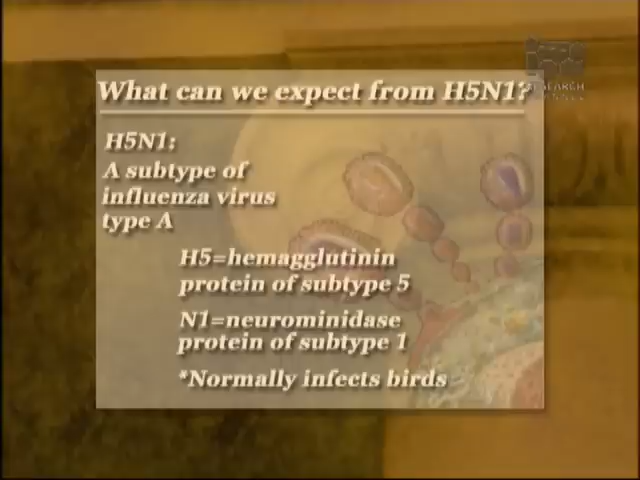 What can we expect from H5N1?
H5N1:
A subtype of
influenza virus
type A
H5=hemagglutinin
protein of subtype 5
N1=neurominidase
protein of subtype 1
*Normally infects birds